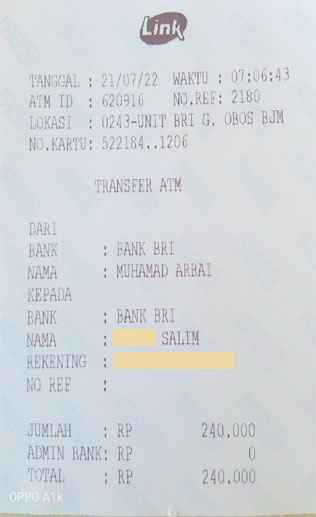 Link
TANGGAL : 21/07/22 WAKTU : 07:06:43
ATM ID : 620916 NO.REF: 2180
LOKASI : 0243-UNIT BRI G. OBOS BJM
NO.KARTU: 522184..1206
TRANSFER ATM
DARI
BANK : BANK BRI
NAMA : MUHAMAD ARBAI
KEPADA
BANK : BANK BRI
NAMA : SALIM
REKENING :
NO REF :
JUMLAH : RP 240,000
ADMIN BANK: RP 0
TOTAL : RP 240,000
OPPO A1k